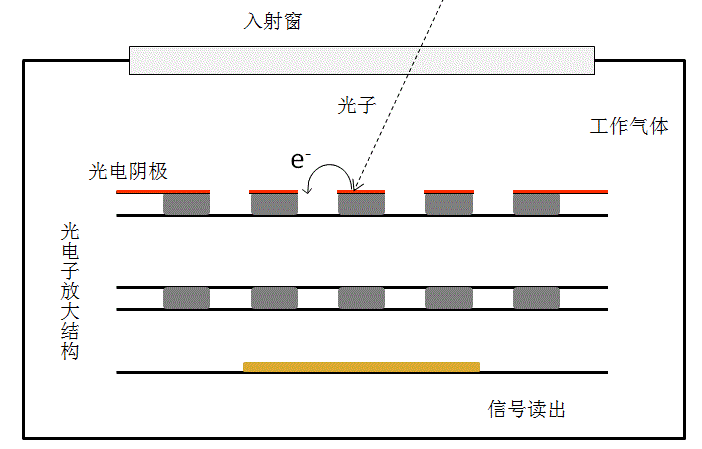 入射窗
光子
工作气体
e-
光电阴极
光电子放大结构
信号读出